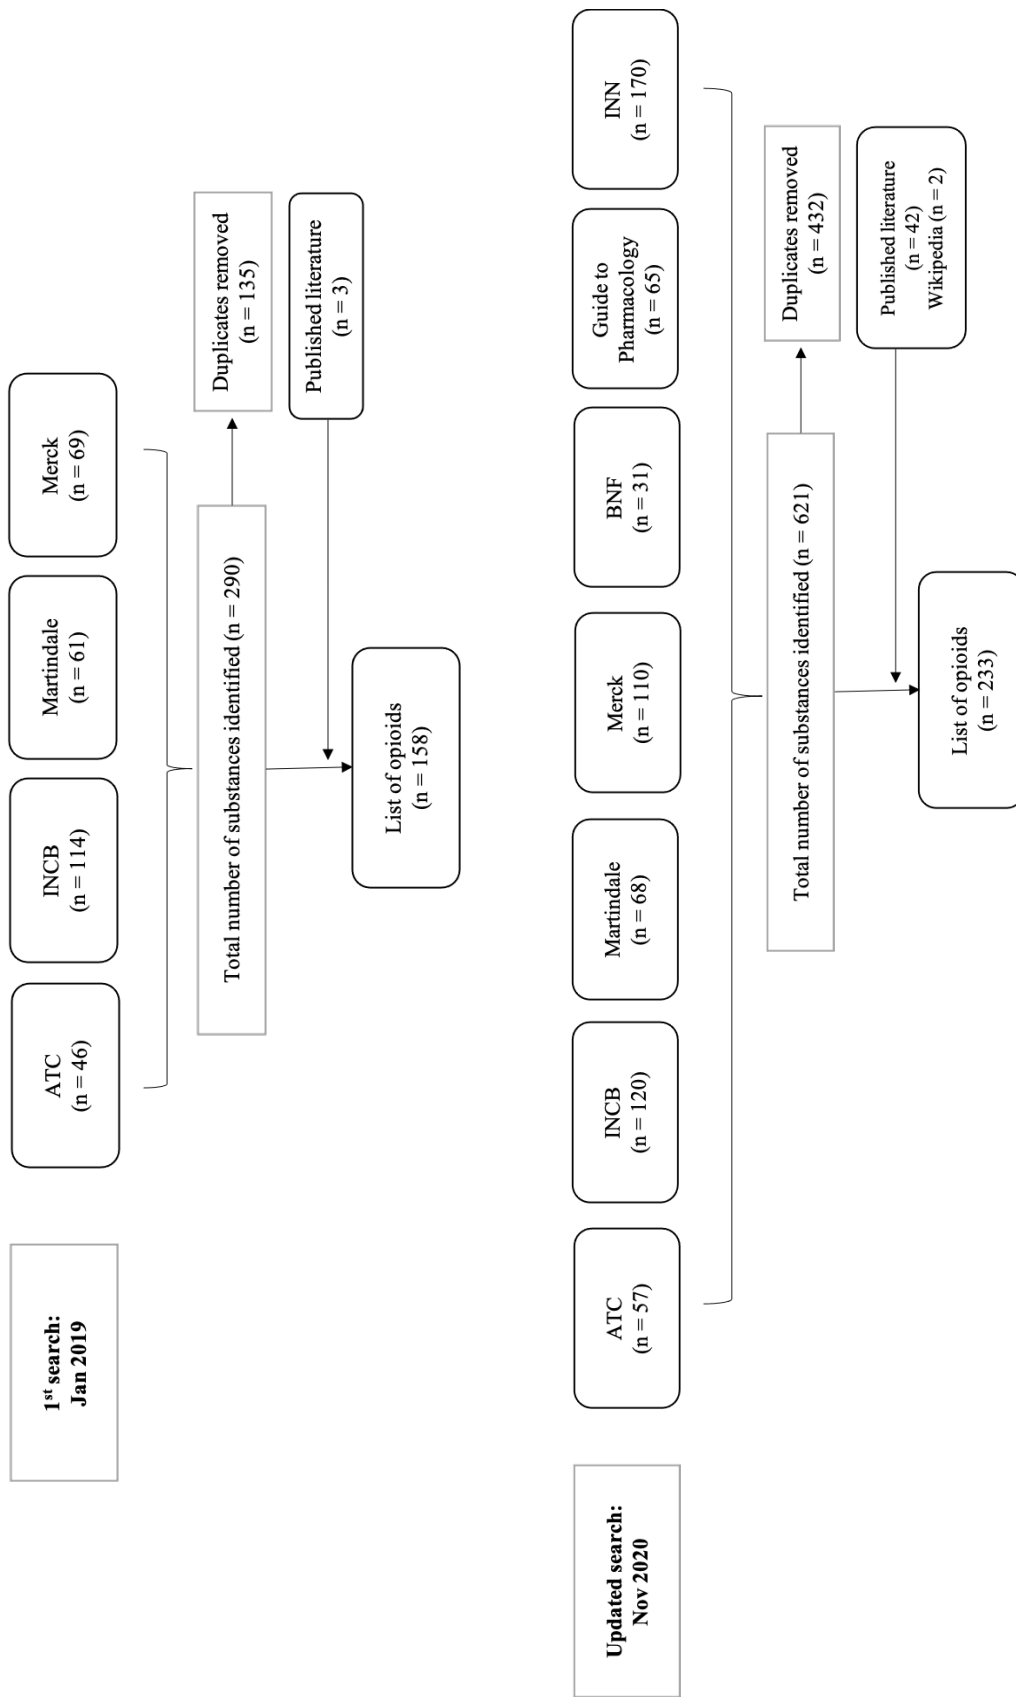 1st search:
Jan 2019
ATC
(n = 46)
INCB
(n = 114)
Martindale
(n = 61)
Merck
(n = 69)
Total number of substances identified (n = 290)
Duplicates removed
(n = 135)
Published literature
(n = 3)
List of opioids
(n = 158)
Updated search:
Nov 2020
ATC
(n = 57)
INCB
(n = 120)
Martindale
(n = 68)
Merck
(n = 110)
BNF
(n = 31)
Guide to
Pharmacology
(n = 65)
INN
(n = 170)
Total number of substances identified (n = 621)
Duplicates removed
(n = 432)
Published literature
(n = 42)
Wikipedia (n = 2)
List of opioids
(n = 233)